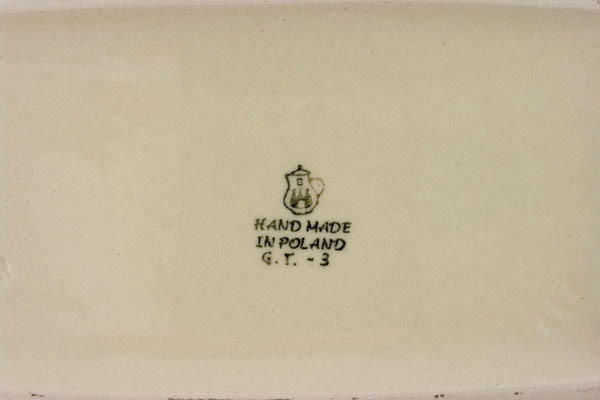 HAND MADE
IN POLAND
G. T. - 3